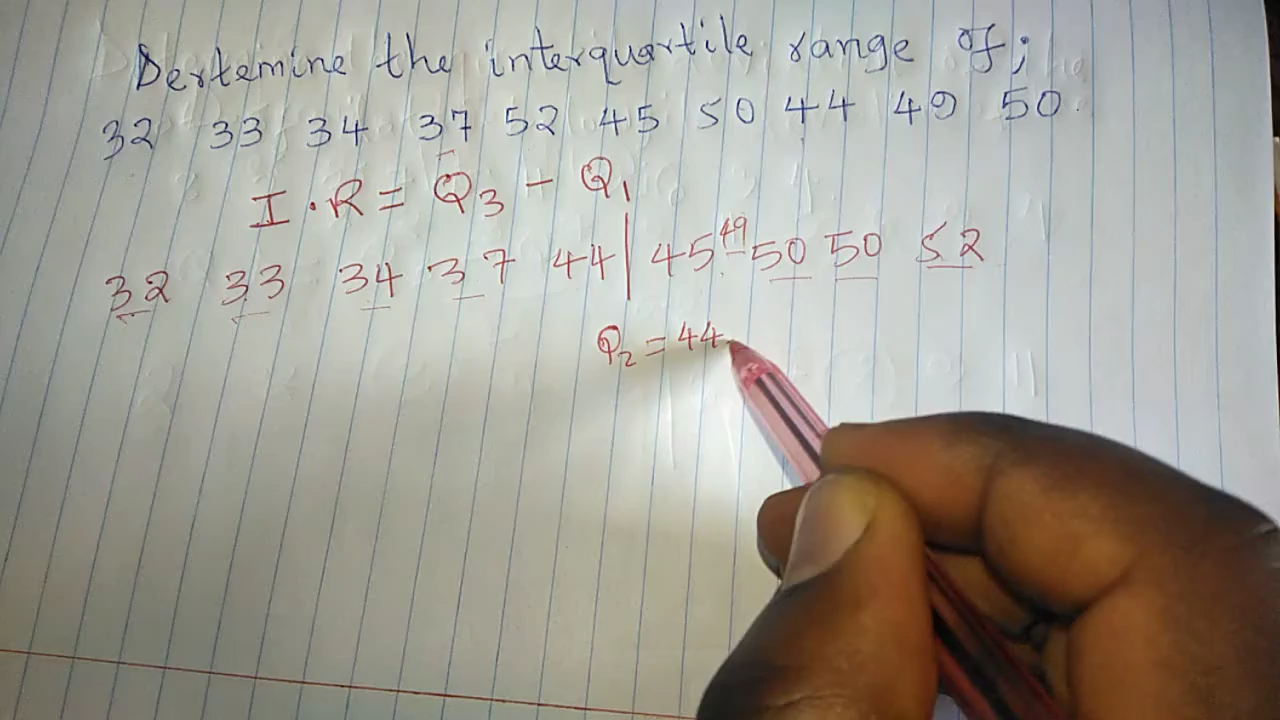 Dertemine the interquartile range of;
32 33 34 37 52 45 50 44 49 50
I.R = Q3 - Q1
32 33 34 37 44 | 45 49 50 50 52
Q2 = 44